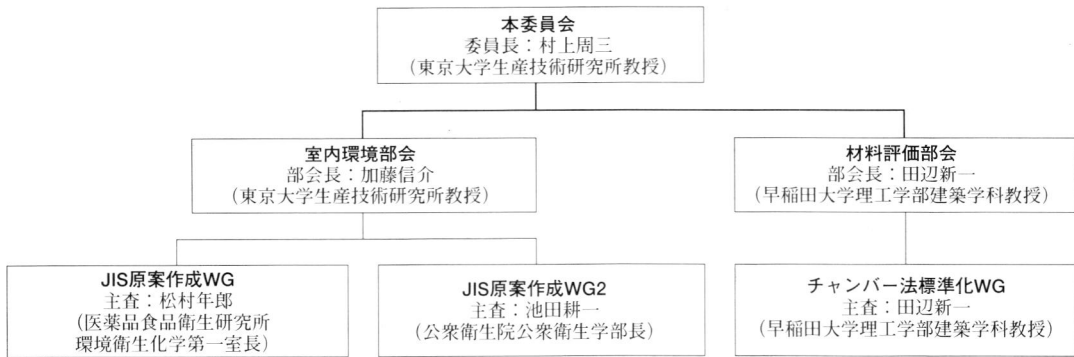 本委員会
委員長：村上周三
（東京大学生産技術研究所教授）
室内環境部会
部会長：加藤信介
（東京大学生産技術研究所教授）
材料評価部会
部会長：田辺新一
（早稲田大学理工学部建築学科教授）
JIS原案作成WG
主査：松村年郎
（医薬品食品衛生研究所
環境衛生化学第一室長）
JIS原案作成WG2
主査：池田耕一
（公衆衛生院公衆衛生学部長）
チャンバー法標準化WG
主査：田辺新一
（早稲田大学理工学部建築学科教授）